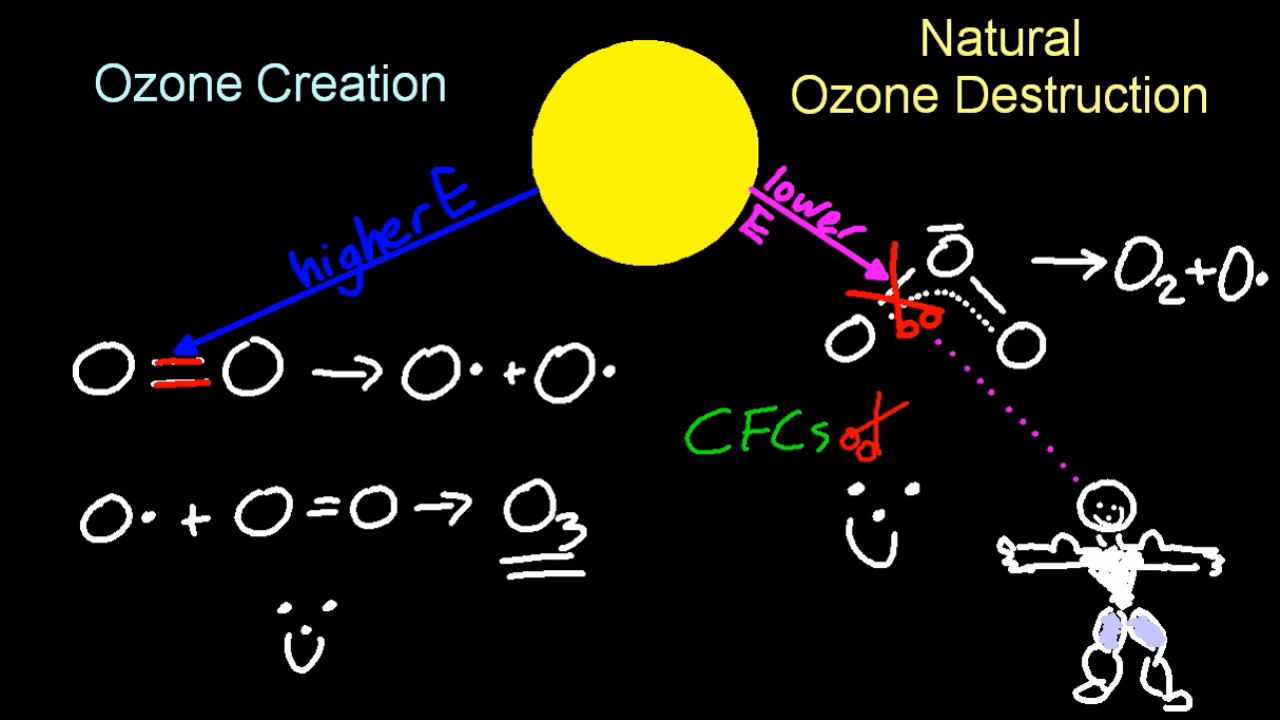 Ozone Creation
higher E
O=O → O· + O·
O· + O=O → O₃
Natural
Ozone Destruction
lower
E
O O O → O₂+O·
CFCs